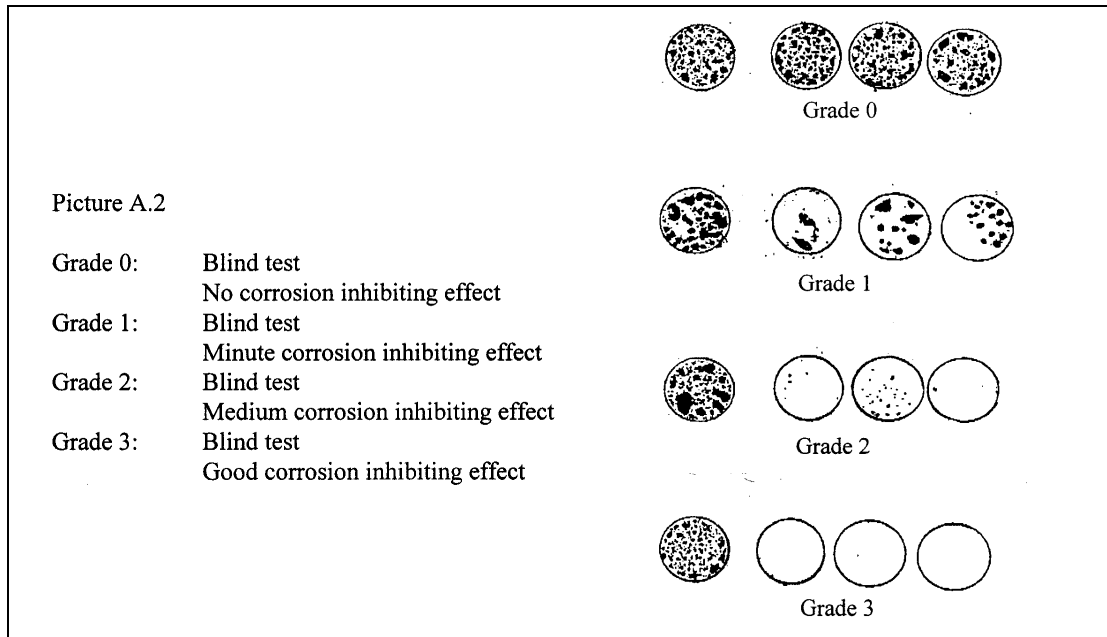 Picture A.2
Grade 0: Blind test
No corrosion inhibiting effect
Grade 1: Blind test
Minute corrosion inhibiting effect
Grade 2: Blind test
Medium corrosion inhibiting effect
Grade 3: Blind test
Good corrosion inhibiting effect
Grade 0
Grade 1
Grade 2
Grade 3